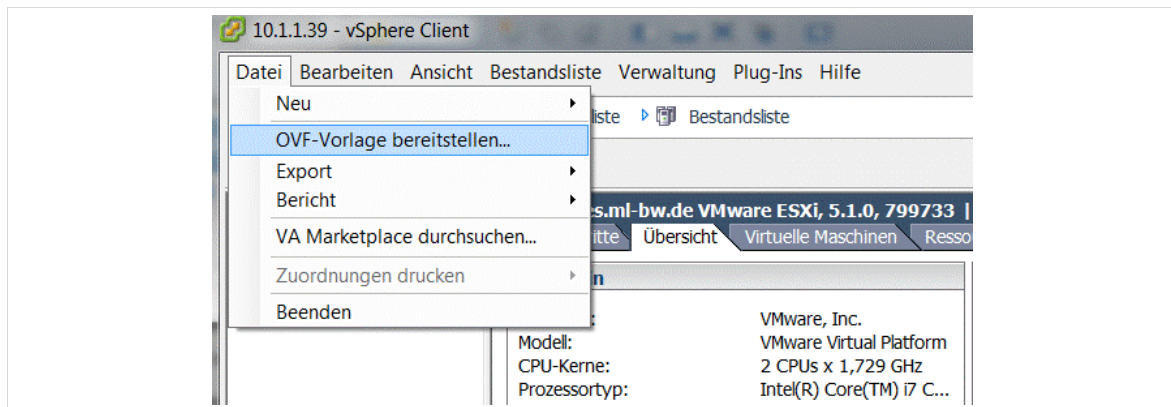 10.1.1.39 - vSphere Client
Datei Bearbeiten Ansicht Bestandsliste Verwaltung Plug-Ins Hilfe
Neu
liste Bestandsliste
OVF-Vorlage bereitstellen...
Export
Bericht
s.ml-bw.de VMware ESXi, 5.1.0, 799733 |
VA Marketplace durchsuchen...
itte Übersicht Virtuelle Maschinen Resso
Zuordnungen drucken
n
Beenden
: VMware, Inc.
Modell: VMware Virtual Platform
CPU-Kerne: 2 CPUs x 1,729 GHz
Prozessortyp: Intel(R) Core(TM) i7 C...